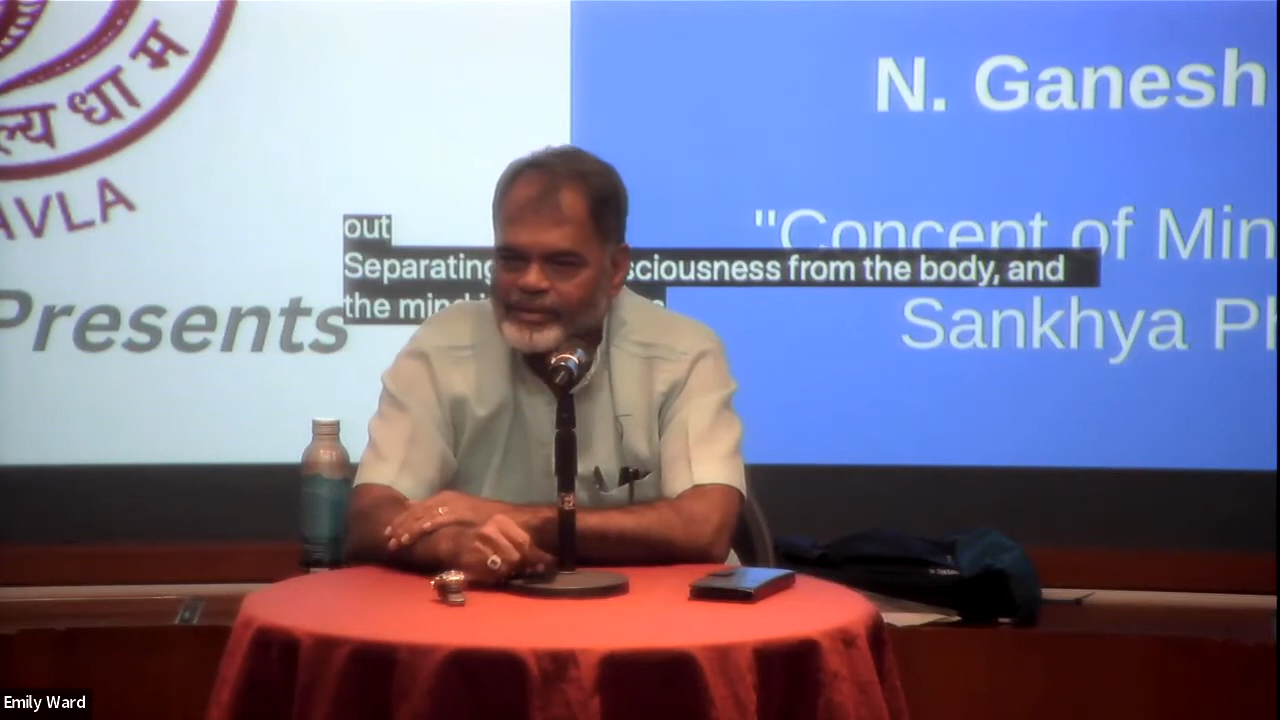 धाम
AVLA
Presents
N. Ganesh
"Concept of Min
Sankhya Ph
out
Separating sciousness from the body, and
the mind
Emily Ward